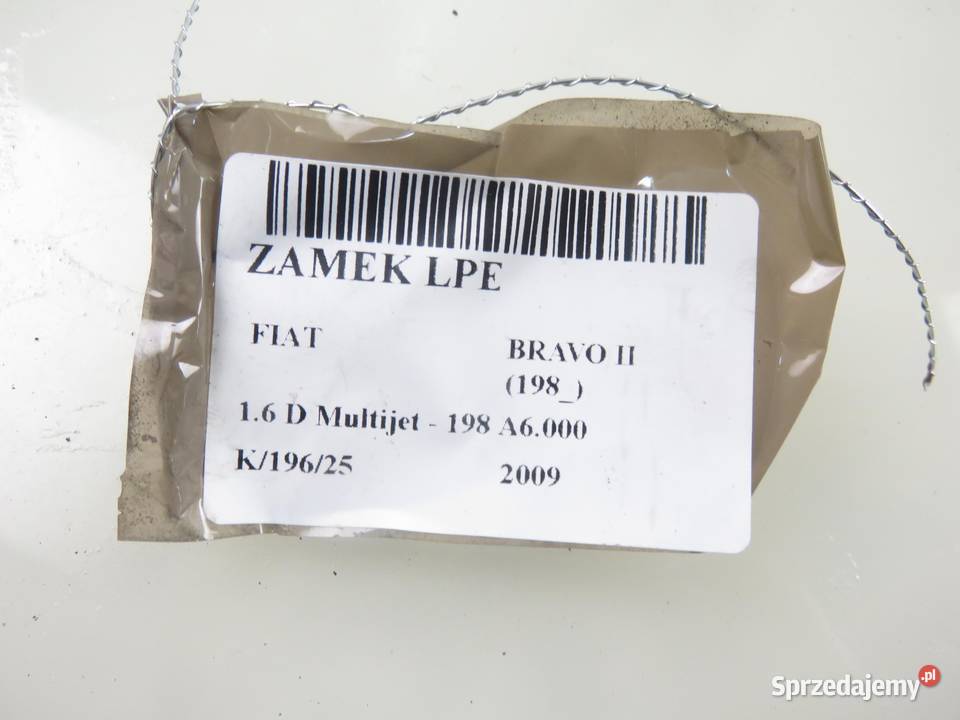 ZAMEK LPE
FIAT
BRAVO II
(198_)
1.6 D Multijet - 198 A6.000
K/196/25
2009
Sprzedajemy.pl